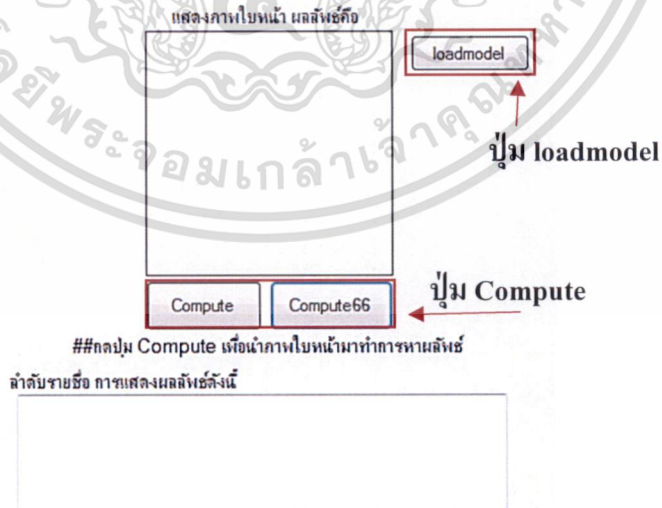 แสดงภาพใบหน้า ผลลัพธ์คือ
loadmodel
ปุ่ม loadmodel
Compute
Compute66
ปุ่ม Compute
##กดปุ่ม Compute เพื่อนำภาพใบหน้ามาทำการหาผลลัพธ์
ลำดับรายชื่อ การแสดงผลลัพธ์ดังนี้